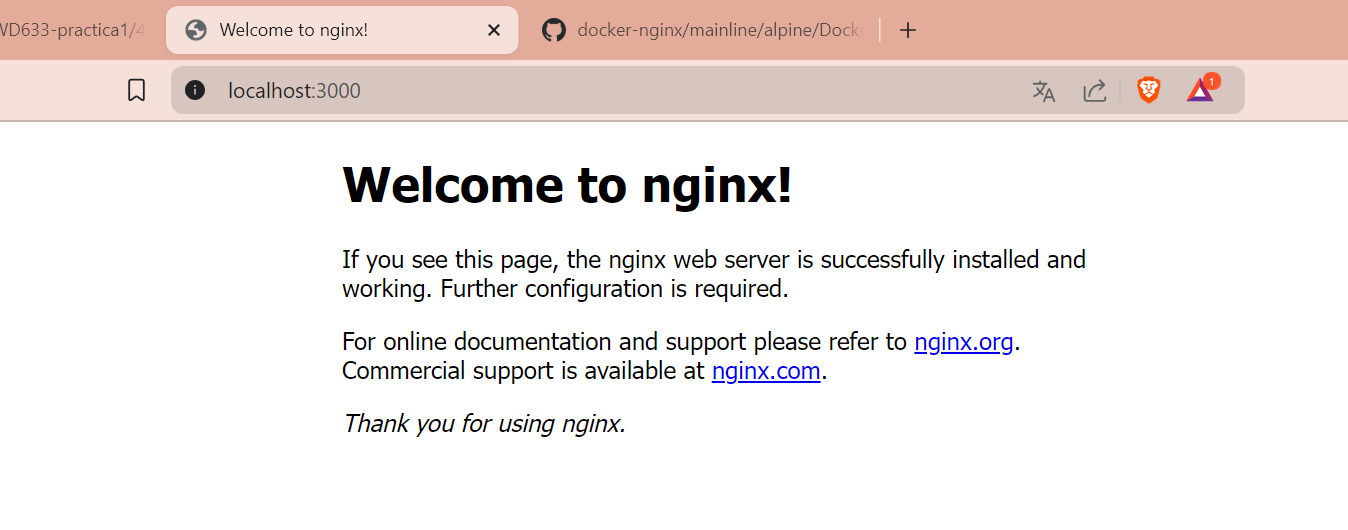 WD633-practica1/4
Welcome to nginx!
docker-nginx/mainline/alpine/Dock
localhost:3000
1
Welcome to nginx!
If you see this page, the nginx web server is successfully installed and
working. Further configuration is required.
For online documentation and support please refer to nginx.org.
Commercial support is available at nginx.com.
Thank you for using nginx.